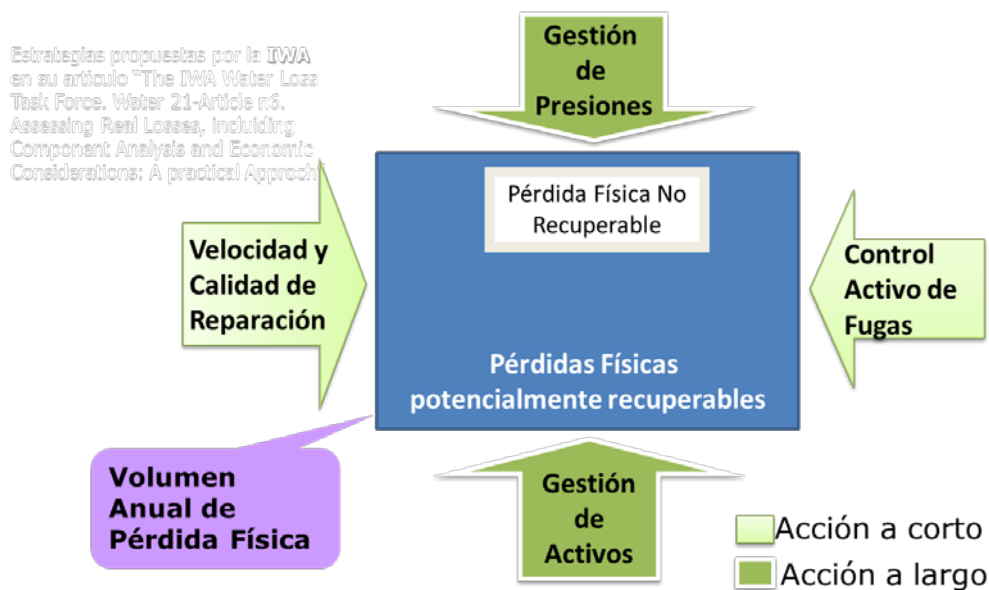 Estrategias propuestas por la IWA
en su articulo "The IWA Water Loss
Task Force. Water 21-Article n6.
Assessing Real Losses, incluiding
Component Analysis and Economic
Considerations: A practical Approch"
Gestión
de
Presiones
Pérdida Física No
Recuperable
Velocidad y
Calidad de
Reparación
Control
Activo de
Fugas
Pérdidas Físicas
potencialmente recuperables
Volumen
Anual de
Pérdida Física
Gestión
de
Activos
Acción a corto
Acción a largo